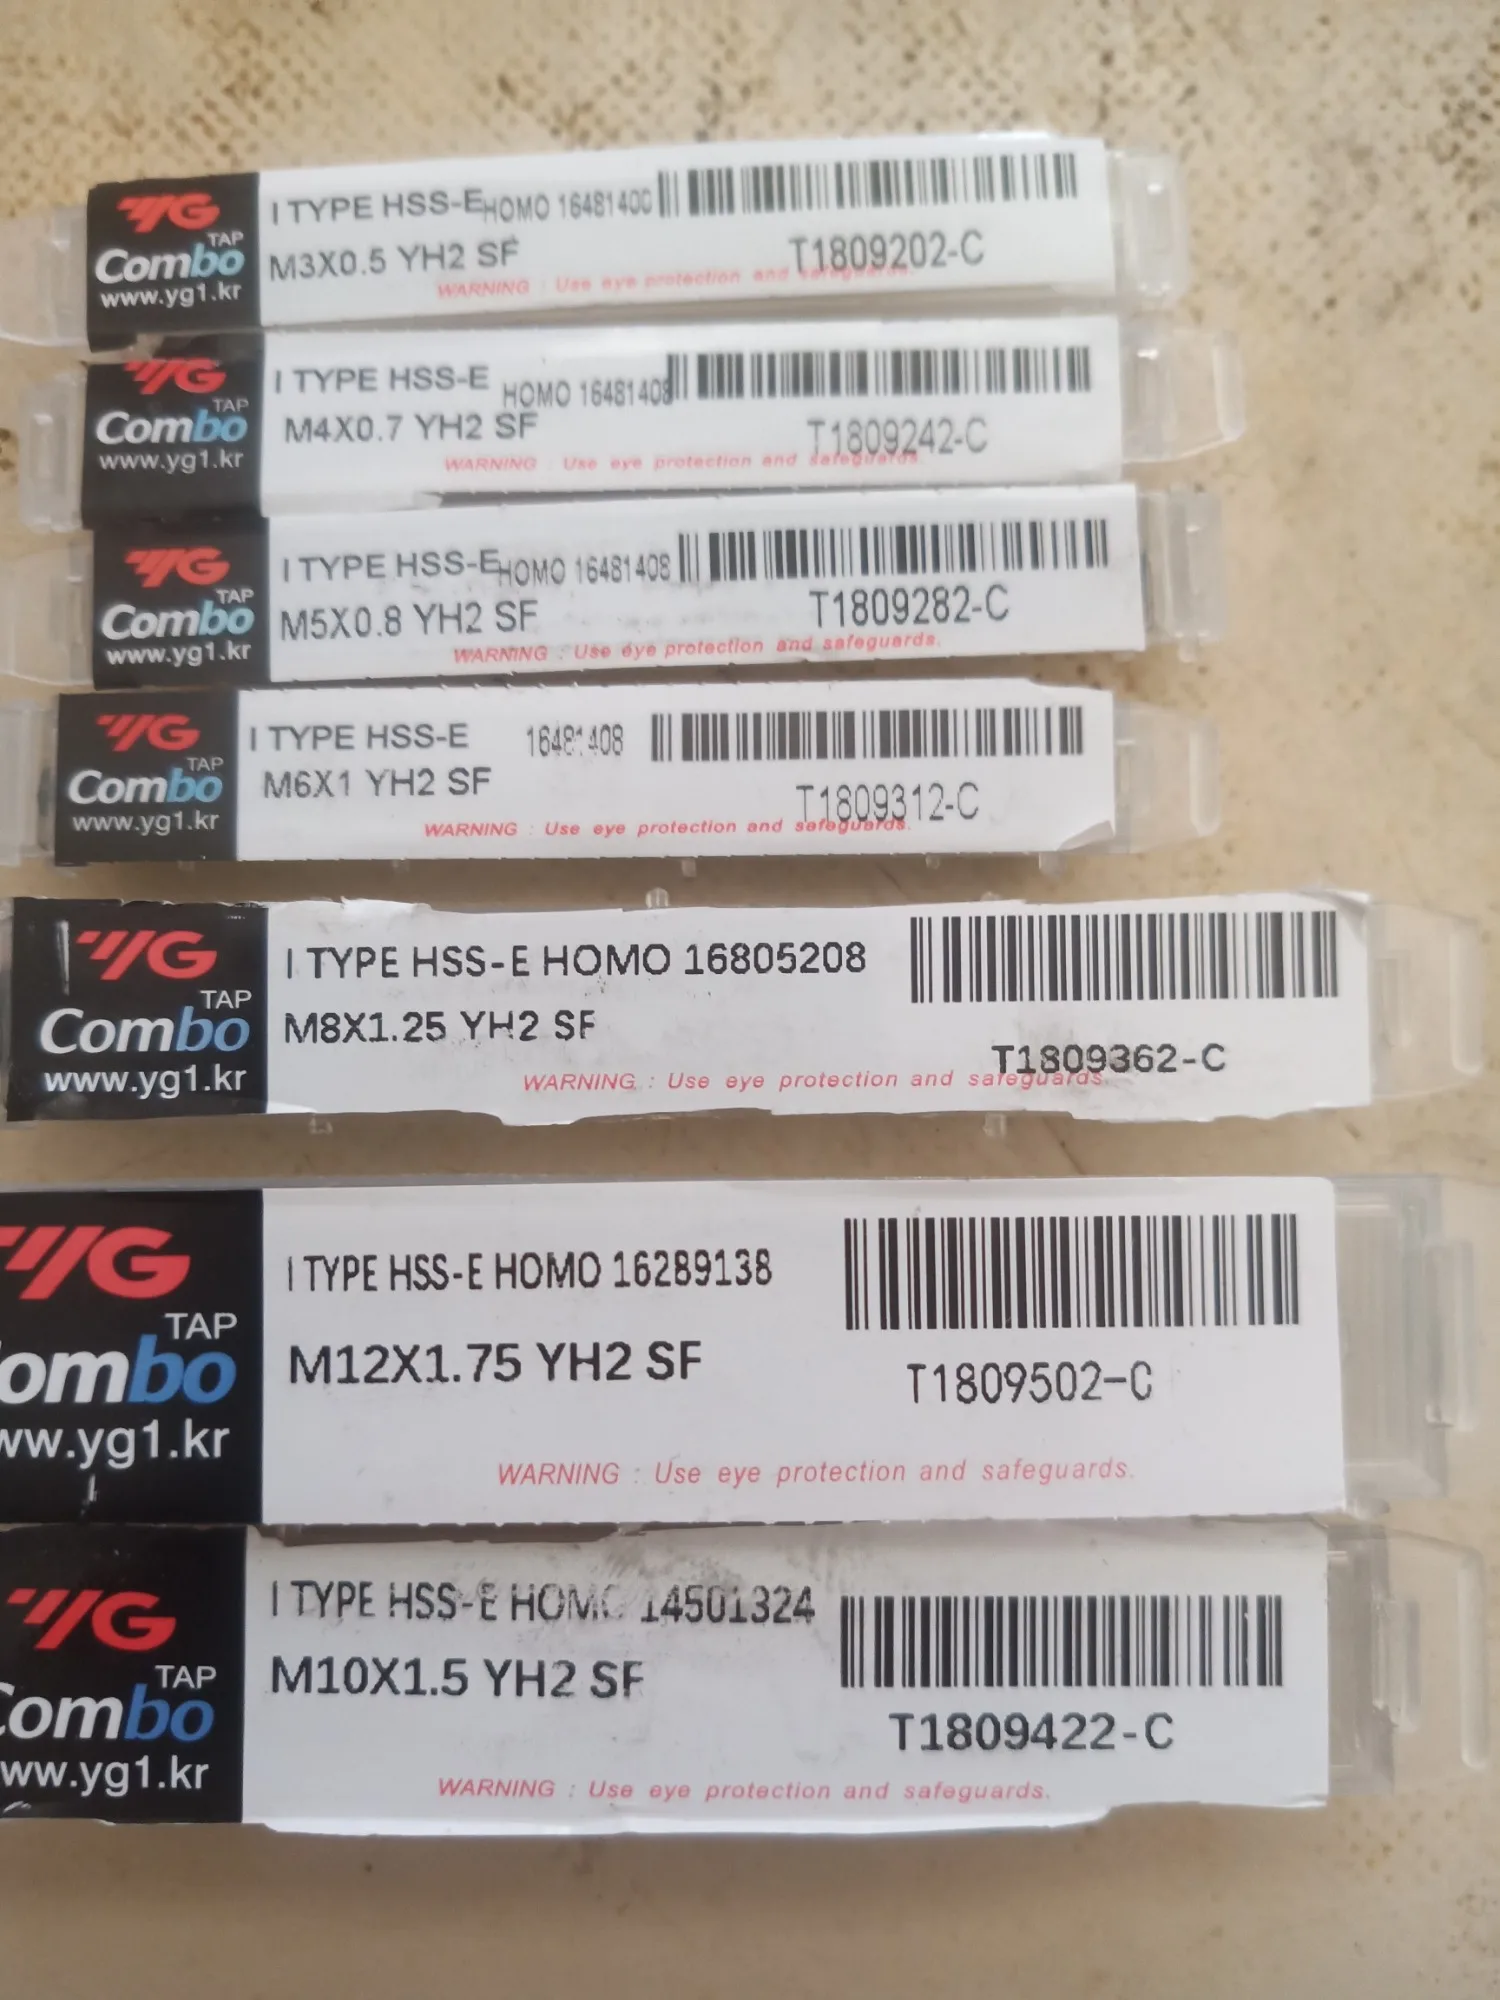 YG
TAP
Combo
www.yg1.kr
I TYPE HSS-E HOMO 16481400
M3X0.5 YH2 SF
T1809202-C
WARNING : Use eye protection and safeguards.
YG
TAP
Combo
www.yg1.kr
I TYPE HSS-E HOMO 16481408
M4X0.7 YH2 SF
T1809242-C
WARNING : Use eye protection and safeguards.
YG
TAP
Combo
www.yg1.kr
I TYPE HSS-E HOMO 16481408
M5X0.8 YH2 SF
T1809282-C
WARNING : Use eye protection and safeguards.
YG
TAP
Combo
www.yg1.kr
I TYPE HSS-E 16481408
M6X1 YH2 SF
T1809312-C
WARNING : Use eye protection and safeguards.
YG
TAP
Combo
www.yg1.kr
I TYPE HSS-E HOMO 16805208
M8X1.25 YH2 SF
T1809362-C
WARNING : Use eye protection and safeguards.
YG
TAP
ombo
ww.yg1.kr
I TYPE HSS-E HOMO 16289138
M12X1.75 YH2 SF
T1809502-C
WARNING : Use eye protection and safeguards.
YG
TAP
Combo
ww.yg1.kr
I TYPE HSS-E HOMO 14501324
M10X1.5 YH2 SF
T1809422-C
WARNING : Use eye protection and safeguards.